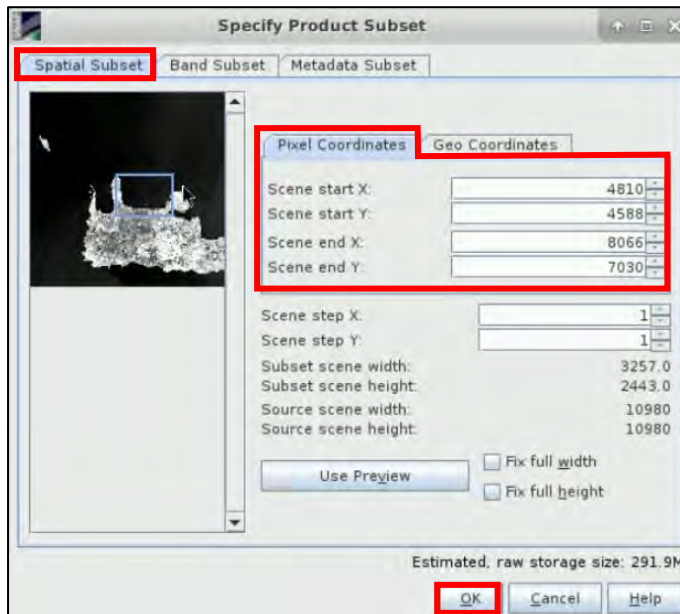 Specify Product Subset
Spatial Subset Band Subset Metadata Subset
Pixel Coordinates Geo Coordinates
Scene start X: 4810
Scene start Y: 4588
Scene end X: 8066
Scene end Y: 7030
Scene step X: 1
Scene step Y: 1
Subset scene width: 3257.0
Subset scene height: 2443.0
Source scene width: 10980
Source scene height: 10980
Use Preview
Fix full width
Fix full height
Estimated, raw storage size: 291.9M
OK Cancel Help